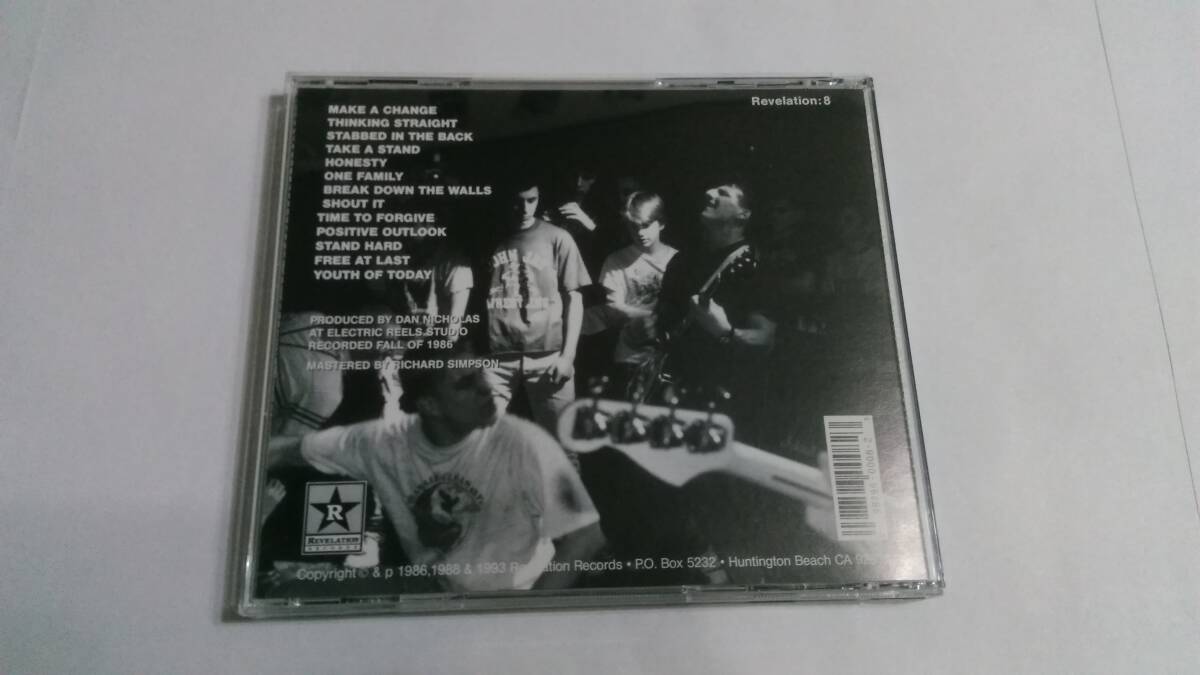 Revelation:8
MAKE A CHANGE
THINKING STRAIGHT
STABBED IN THE BACK
TAKE A STAND
HONESTY
ONE FAMILY
BREAK DOWN THE WALLS
SHOUT IT
TIME TO FORGIVE
POSITIVE OUTLOOK
STAND HARD
FREE AT LAST
YOUTH OF TODAY
PRODUCED BY DAN NICHOLAS
AT ELECTRIC REELS STUDIO
RECORDED FALL OF 1986
MASTERED BY RICHARD SIMPSON
R
REVELATION
RECORDS
Copyright © & p 1986,1988 & 1993 Revelation Records • P.O. Box 5232 • Huntington Beach CA